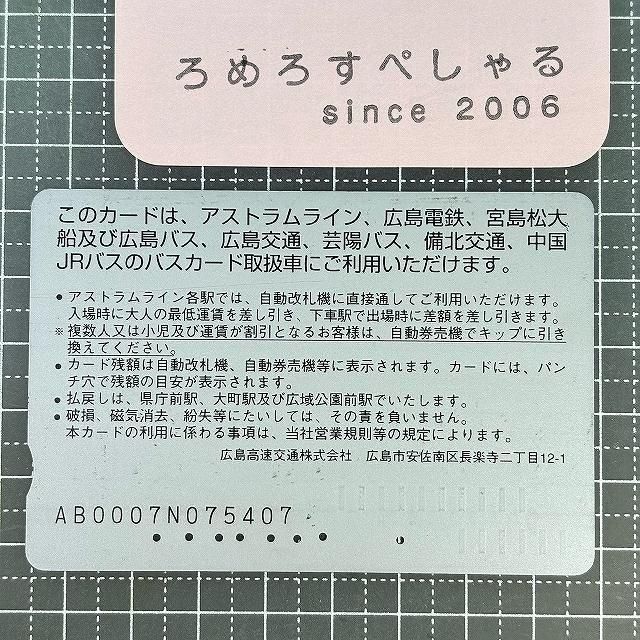 ろめろすぺしゃる
since 2006
このカードは、アストラムライン、広島電鉄、宮島松大
船及び広島バス、広島交通、芸陽バス、備北交通、中国
JRバスのバスカード取扱車にご利用いただけます。
● アストラムライン各駅では、自動改札機に直接通してご利用いただけます。
入場時に大人の最低運賃を差し引き、下車駅で出場時に差額を差し引きます。
※ 複数人又は小児及び運賃が割引となるお客様は、自動券売機でキップに引き
換えてください。
● カード残額は自動改札機、自動券売機等に表示されます。カードには、パン
チ穴で残額の目安が表示されます。
● 払戻しは、県庁前駅、大町駅及び広域公園前駅でいたします。
● 破損、磁気消去、紛失等にたいしては、その責を負いません。
本カードの利用に係わる事項は、当社営業規則等の規定によります。
広島高速交通株式会社 広島市安佐南区長楽寺二丁目12-1
AB0007N075407